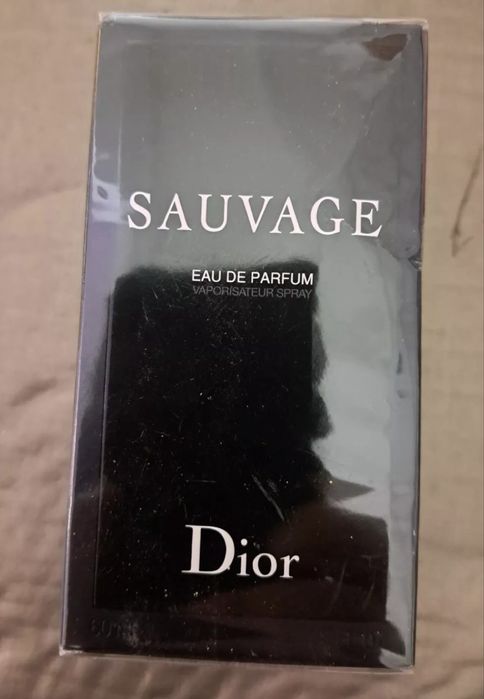 SAUVAGE
EAU DE PARFUM
VAPORISATEUR SPRAY
Dior